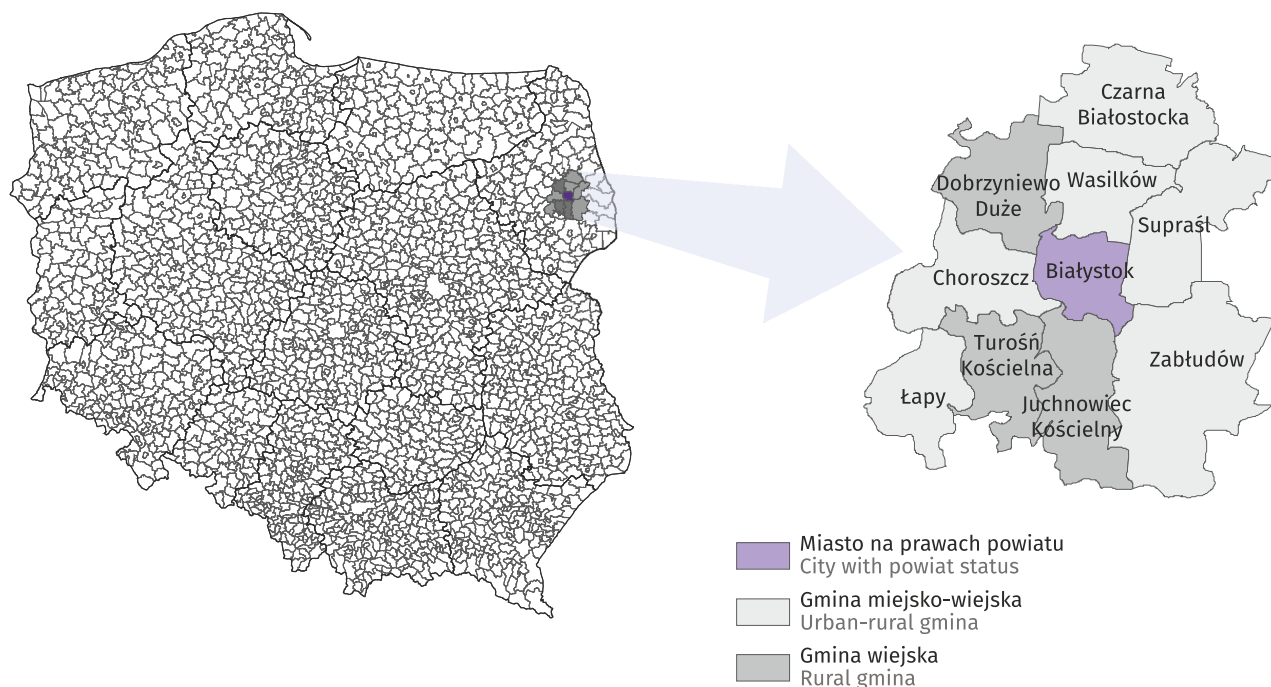 Czarna
Białostocka
Dobrzyniewo
Duże
Wasilków
Supraśl
Choroszcz
Białystok
Turośń
Kościelna
Zabłudów
Łapy
Juchnowiec
Kościelny
Miasto na prawach powiatu
City with powiat status
Gmina miejsko-wiejska
Urban-rural gmina
Gmina wiejska
Rural gmina